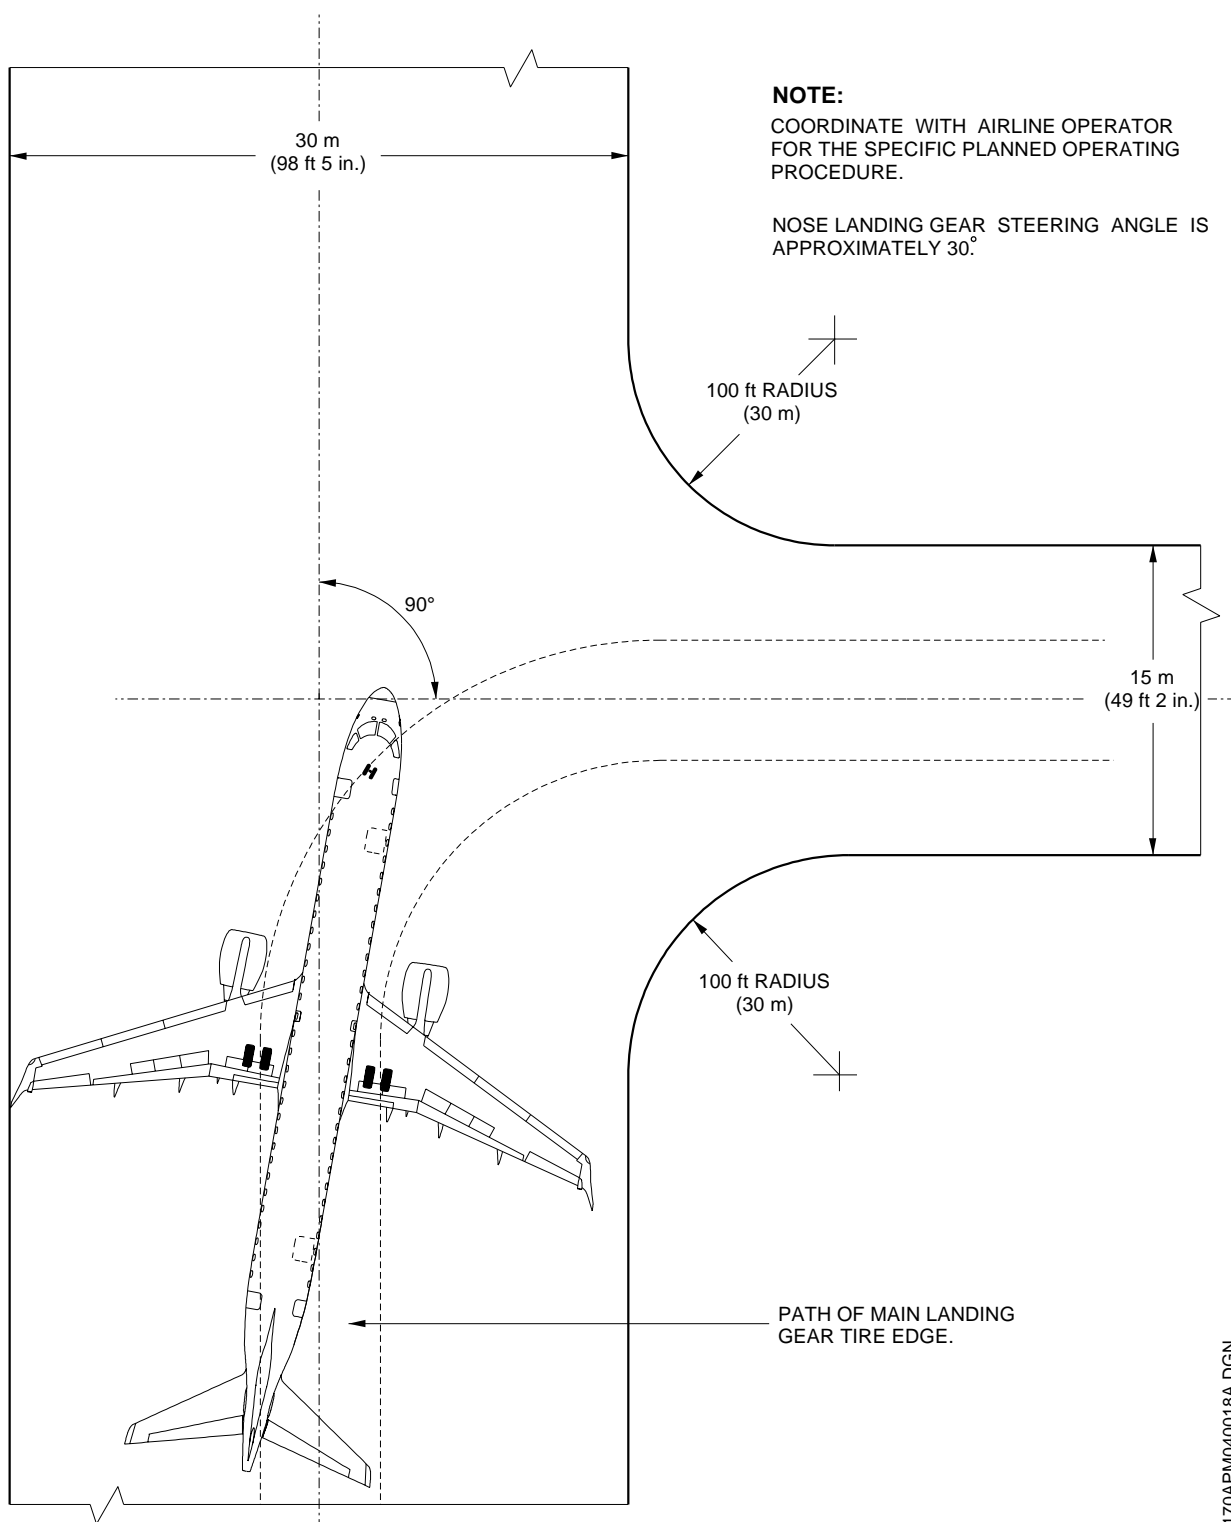 30 m
(98 ft 5 in.)
NOTE:
COORDINATE WITH AIRLINE OPERATOR
FOR THE SPECIFIC PLANNED OPERATING
PROCEDURE.
NOSE LANDING GEAR STEERING ANGLE IS
APPROXIMATELY 30°.
100 ft RADIUS
(30 m)
90°
15 m
(49 ft 2 in.)
100 ft RADIUS
(30 m)
PATH OF MAIN LANDING
GEAR TIRE EDGE.
170APM040018A.DGN